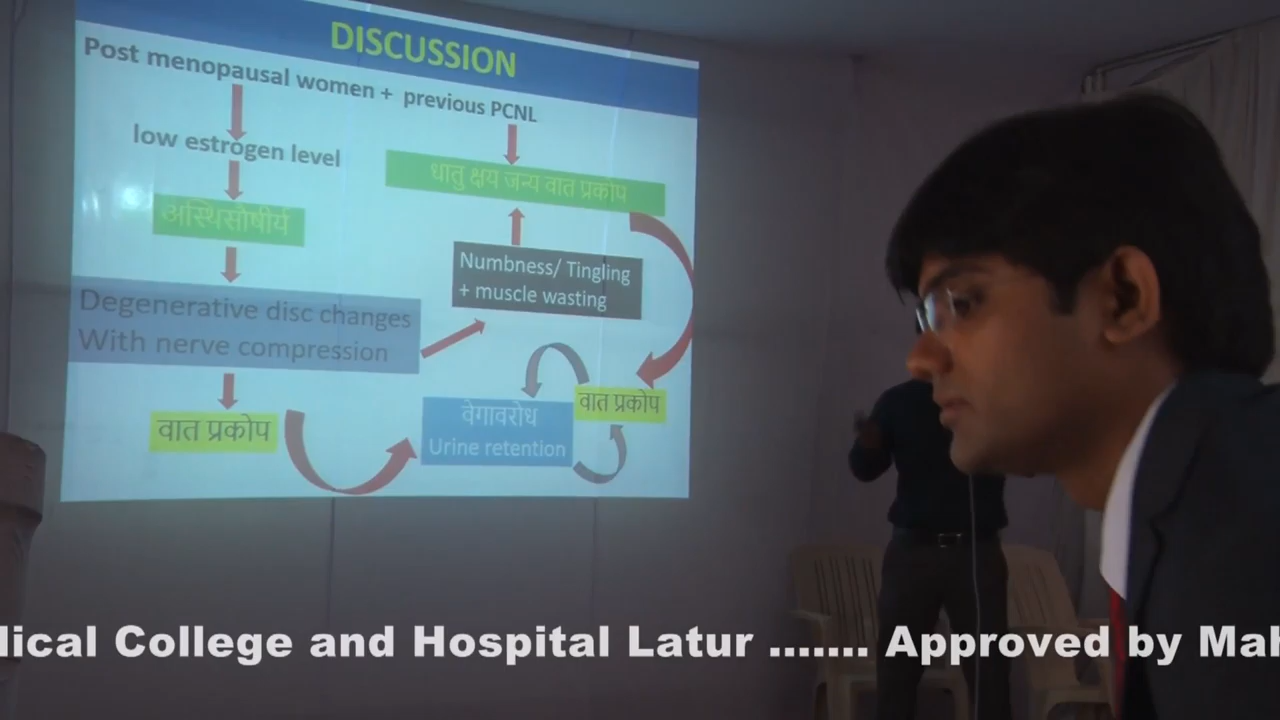 DISCUSSION
Post menopausal women + previous PCNL
low estrogen level
धातु क्षय जन्य वात प्रकोप
अस्थिसोषीर्य
Numbness/ Tingling
+ muscle wasting
Degenerative disc changes
With nerve compression
वात प्रकोप
वेगावरोध
Urine retention
वात प्रकोप
dical College and Hospital Latur ....... Approved by Mah